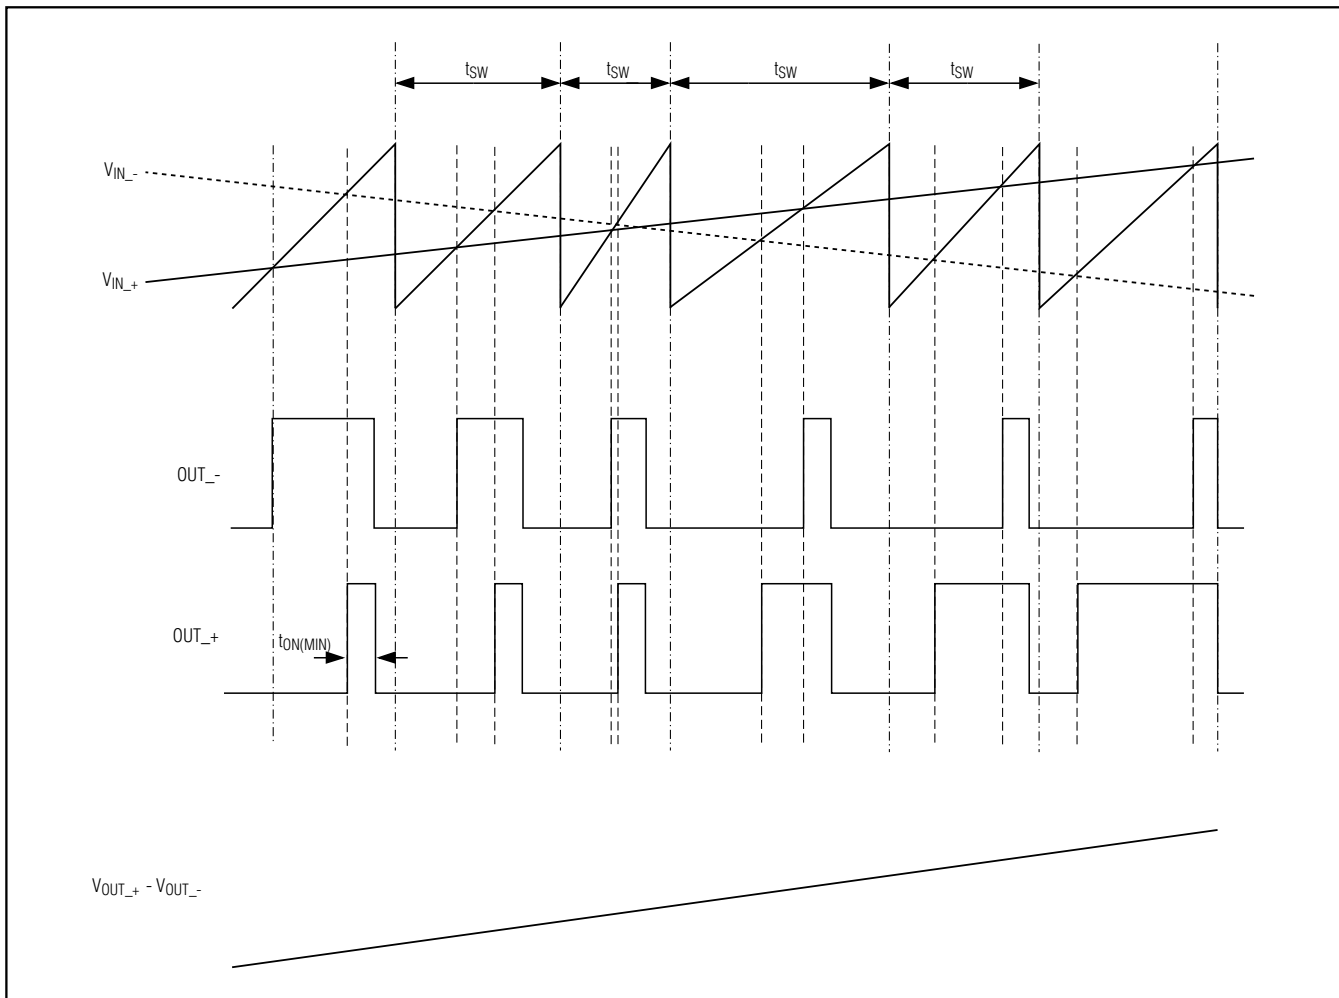 tSW tSW tSW tSW
VIN_-
VIN_+
OUT_-
OUT_+
tON(MIN)
VOUT_+ - VOUT_-